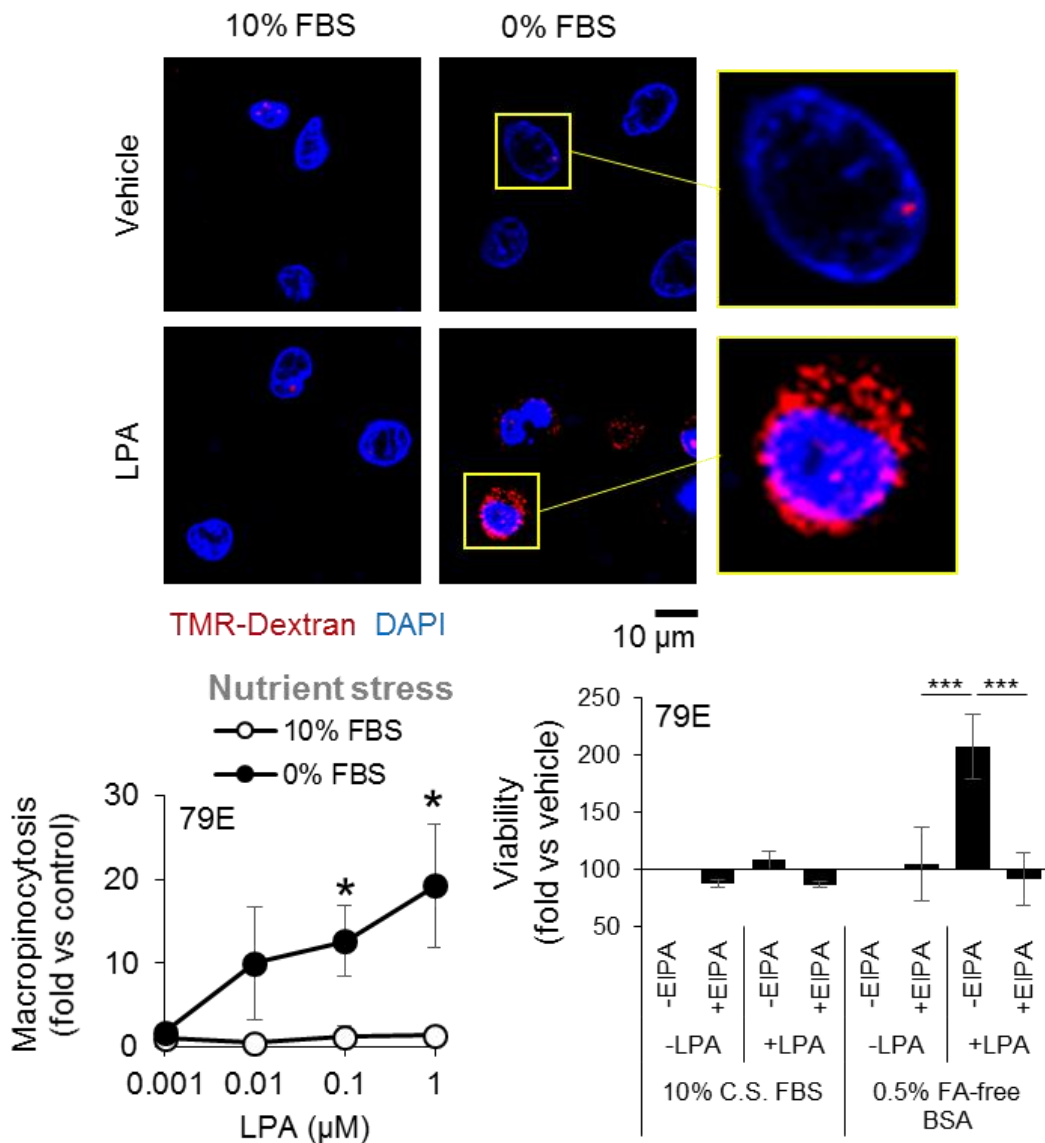 10% FBS 0% FBS
Vehicle
LPA
TMR-Dextran DAPI
10 µm
Nutrient stress
10% FBS
0% FBS
Macropinocytosis
(fold vs control)
30
20
10
0
79E
*
*
0.001 0.01 0.1 1
LPA (µM)
Viability
(fold vs vehicle)
250
200
150
100
50
79E
*** ***
-EIPA +EIPA -EIPA +EIPA -EIPA +EIPA -EIPA +EIPA
-LPA +LPA -LPA +LPA
10% C.S. FBS 0.5% FA-free
BSA